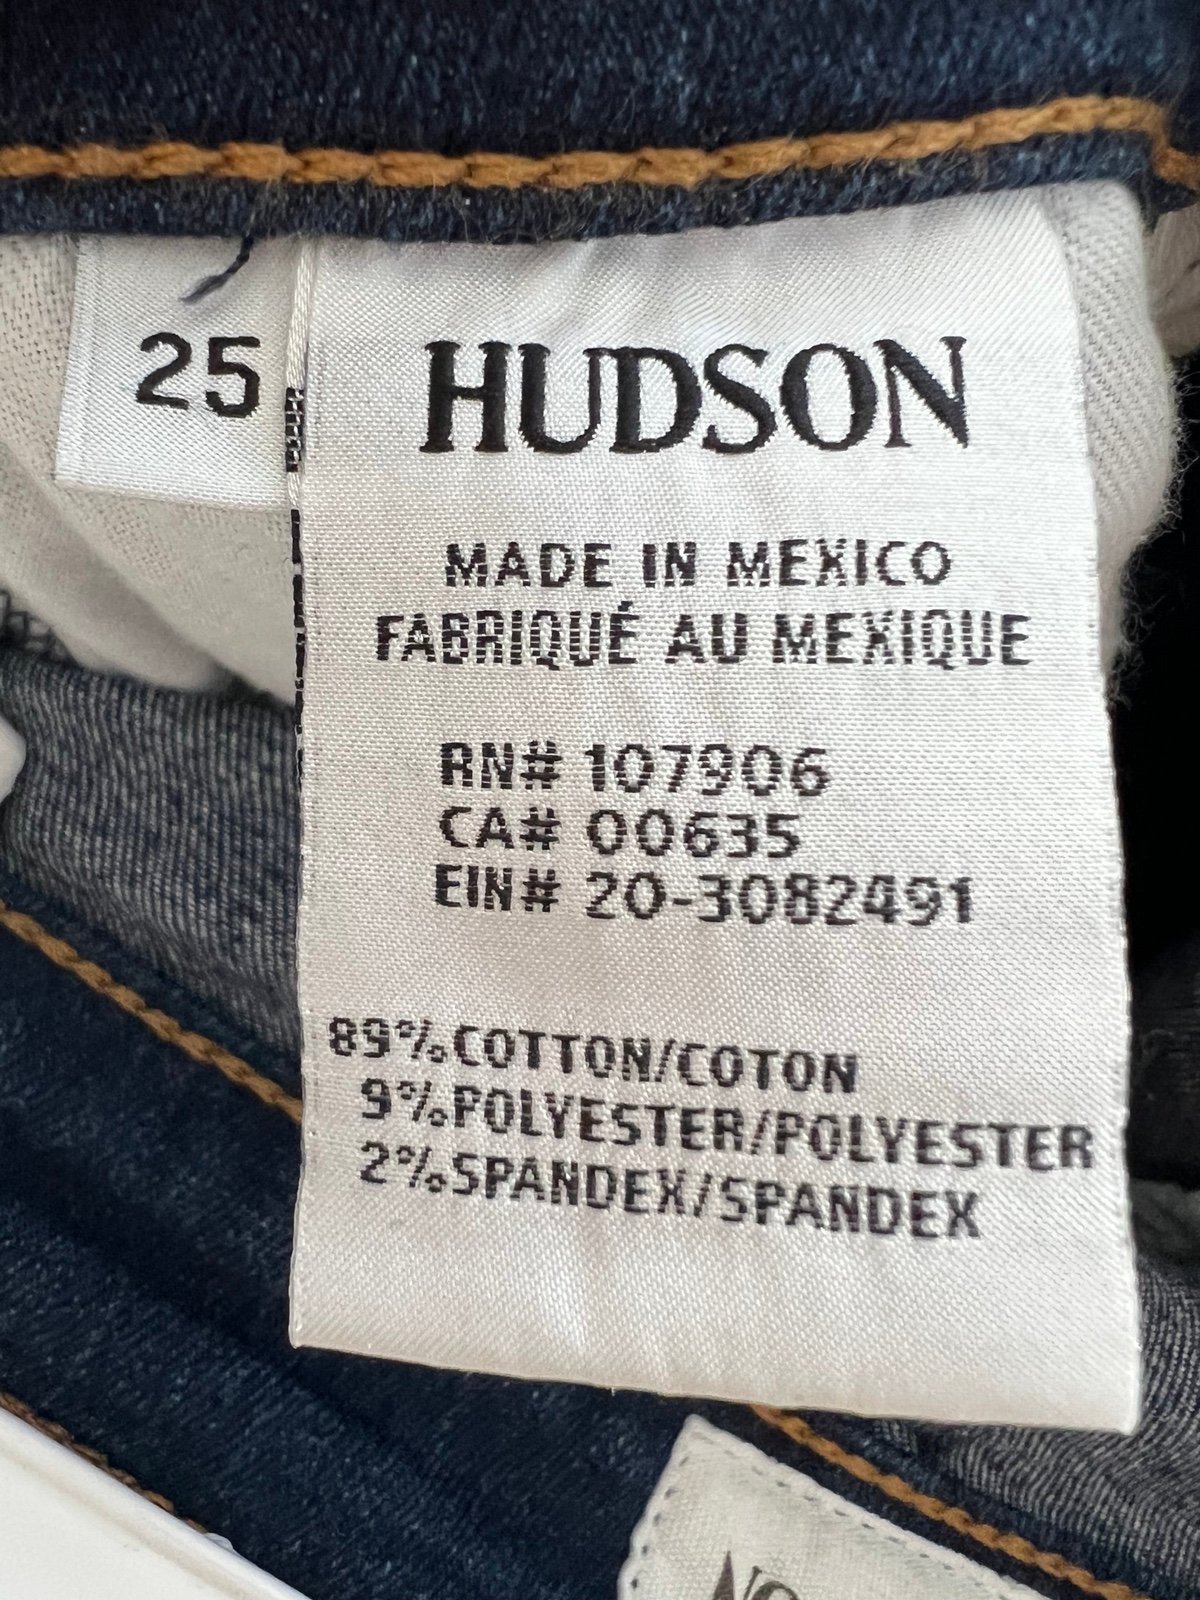 25
HUDSON
MADE IN MEXICO
FABRIQUÉ AU MEXIQUE
RN# 107906
CA# 00635
EIN# 20-3082491
89%COTTON/COTON
9%POLYESTER/POLYESTER
2%SPANDEX/SPANDEX